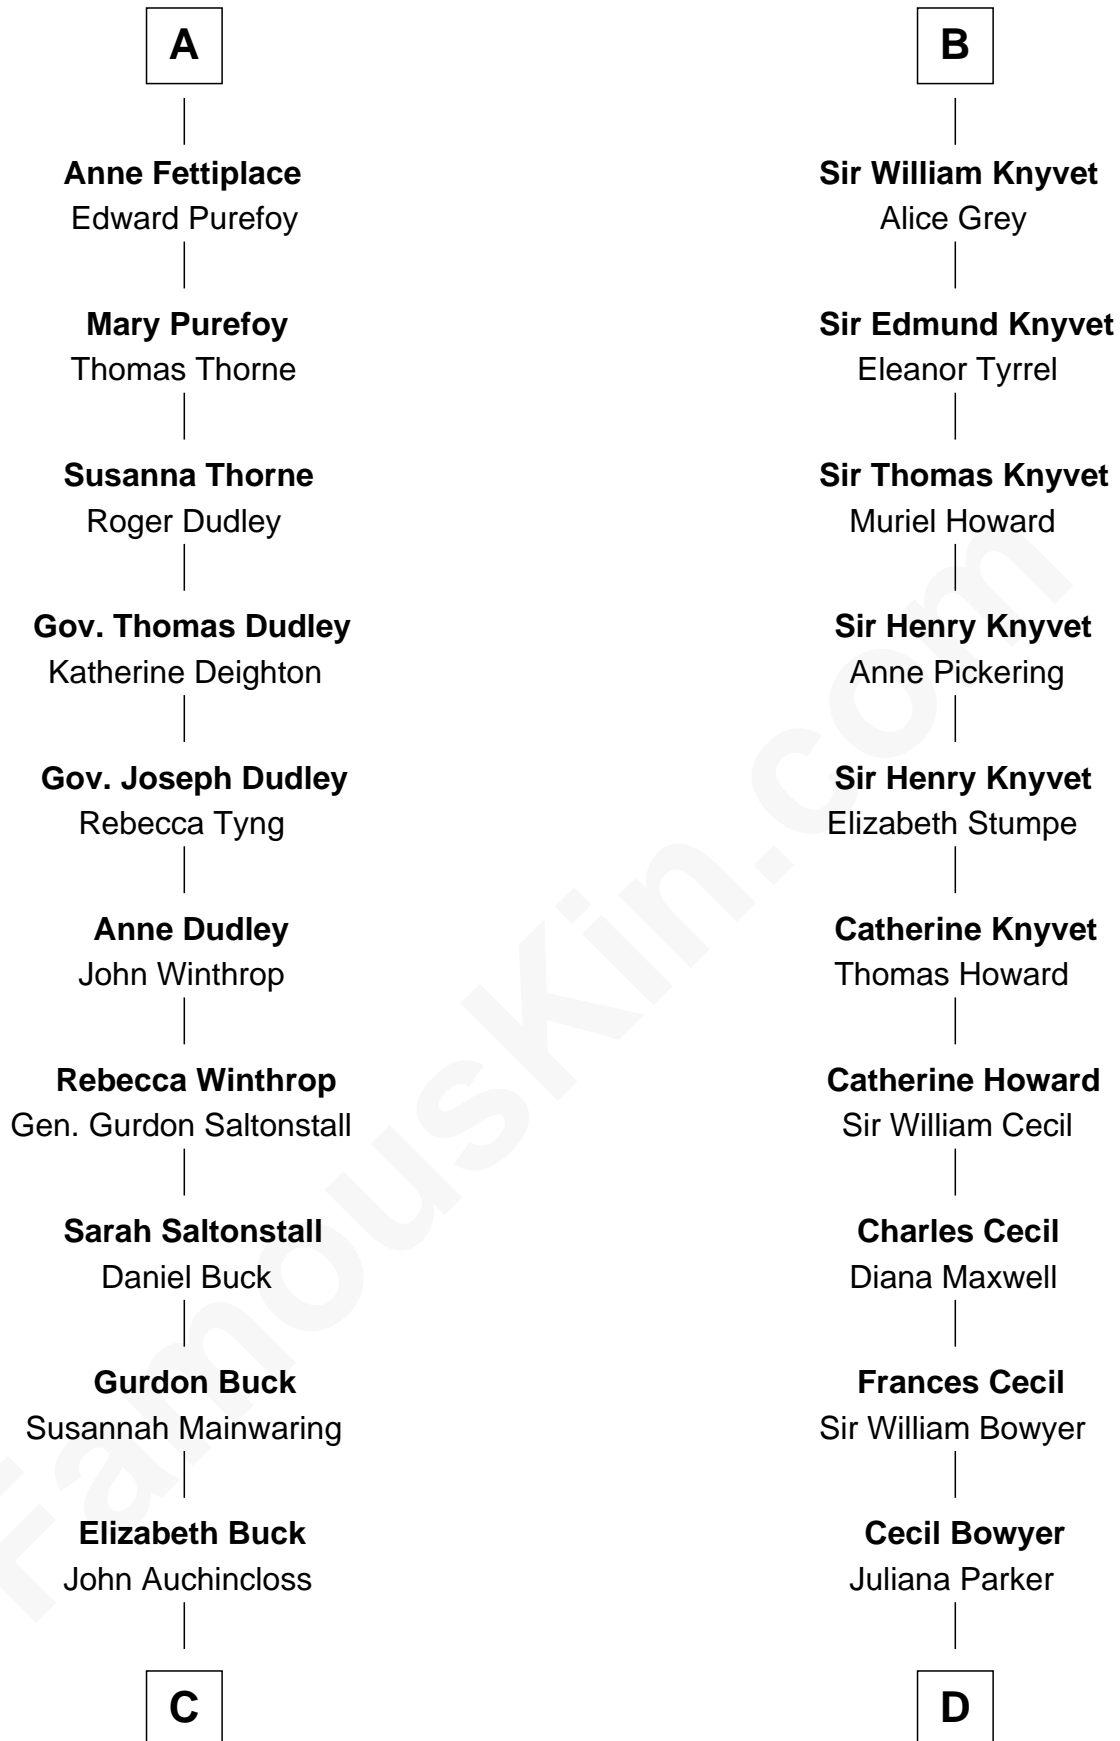 A
Anne Fettiplace
Edward Purefoy
Mary Purefoy
Thomas Thorne
Susanna Thorne
Roger Dudley
Gov. Thomas Dudley
Katherine Deighton
Gov. Joseph Dudley
Rebecca Tyng
Anne Dudley
John Winthrop
Rebecca Winthrop
Gen. Gurdon Saltonstall
Sarah Saltonstall
Daniel Buck
Gurdon Buck
Susannah Mainwaring
Elizabeth Buck
John Auchincloss
C
B
Sir William Knyvet
Alice Grey
Sir Edmund Knyvet
Eleanor Tyrrel
Sir Thomas Knyvet
Muriel Howard
Sir Henry Knyvet
Anne Pickering
Sir Henry Knyvet
Elizabeth Stumpe
Catherine Knyvet
Thomas Howard
Catherine Howard
Sir William Cecil
Charles Cecil
Diana Maxwell
Frances Cecil
Sir William Bowyer
Cecil Bowyer
Juliana Parker
D
FamousKin.com